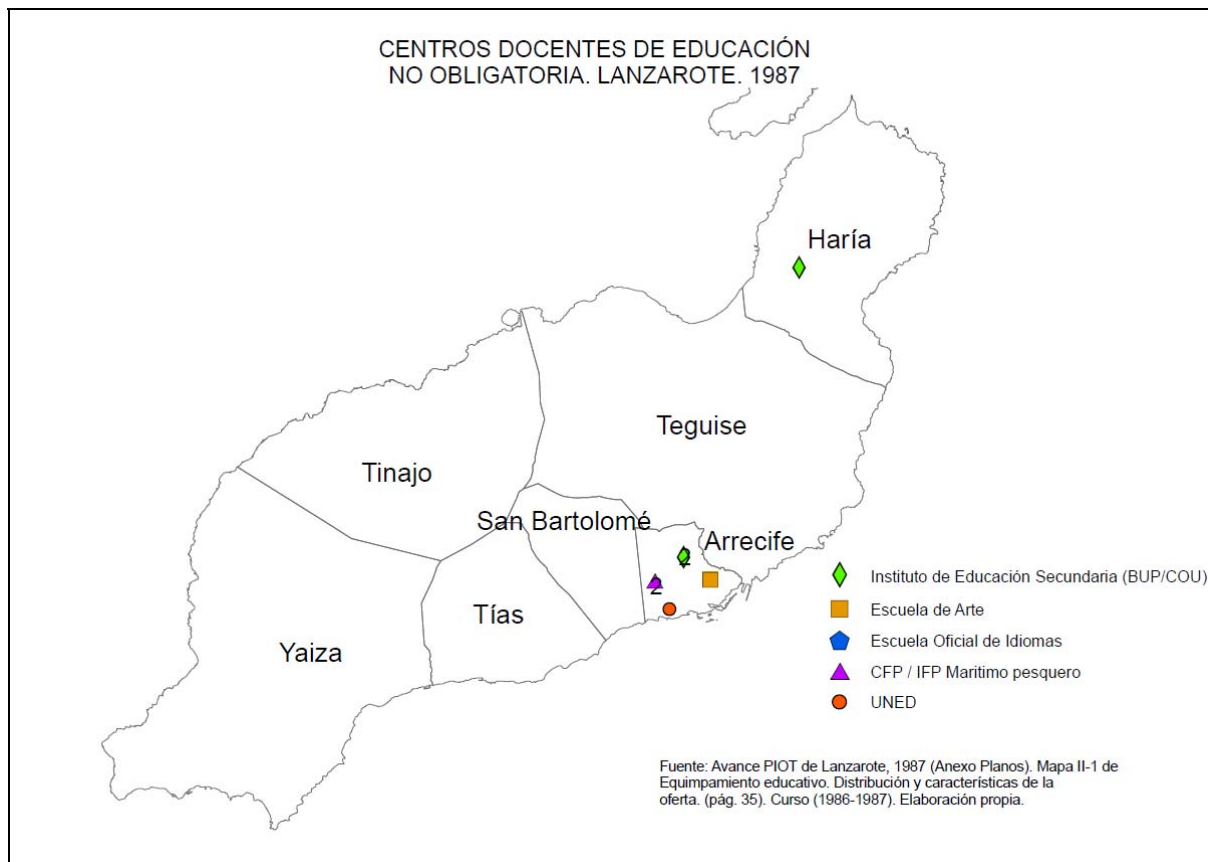 CENTROS DOCENTES DE EDUCACIÓN
NO OBLIGATORIA. LANZAROTE. 1987
Haría
Teguise
Tinajo
San Bartolomé
Arrecife
2
2
Tías
Yaiza
Instituto de Educación Secundaria (BUP/COU)
Escuela de Arte
Escuela Oficial de Idiomas
CFP / IFP Maritimo pesquero
UNED
Fuente: Avance PIOT de Lanzarote, 1987 (Anexo Planos). Mapa II-1 de
Equimpamiento educativo. Distribución y características de la
oferta. (pág. 35). Curso (1986-1987). Elaboración propia.